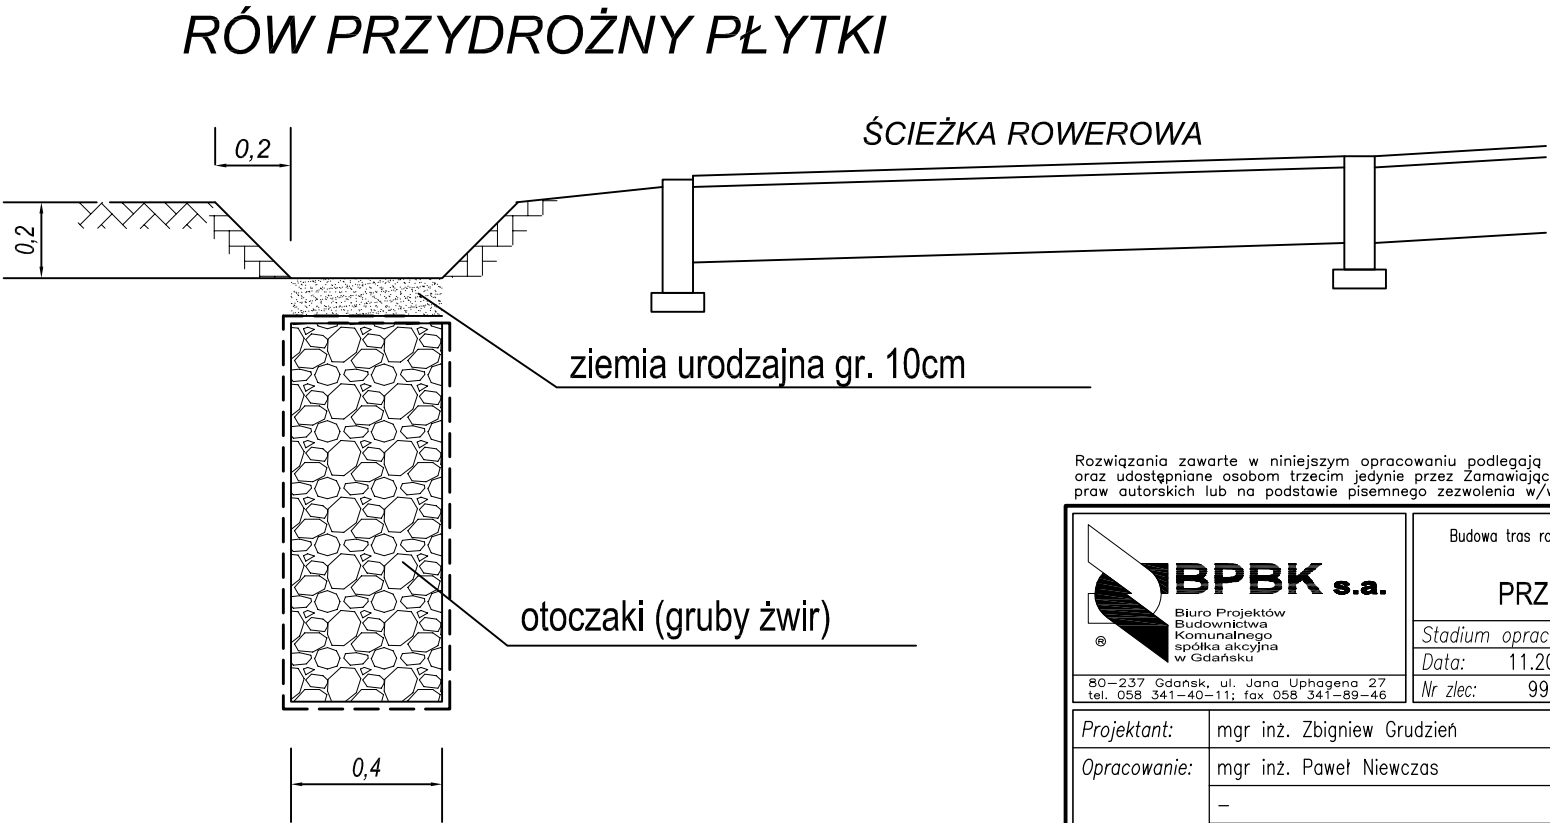 RÓW PRZYDROŻNY PŁYTKI
ŚCIEŻKA ROWEROWA
0,2
0,2
ziemia urodzajna gr. 10cm
otoczaki (gruby żwir)
0,4
Rozwiązania zawarte w niniejszym opracowaniu podlegają
oraz udostępniane osobom trzecim jedynie przez
praw autorskich lub na podstawie pisemnego zezwolenia
BPBK s.a.
Biuro Projektów
Budownictwa
Komunalnego
spółka akcyjna
w Gdańsku
®
80-237 Gdańsk, ul. Jana Uphagena 27
tel. 058 341-40-11; fax 058 341-89-46
Budowa tras
Stadium
Data:
Nr zlec:
Projektant: mgr inż. Zbigniew Grudzień
Opracowanie: mgr inż. Paweł Niewczas
–